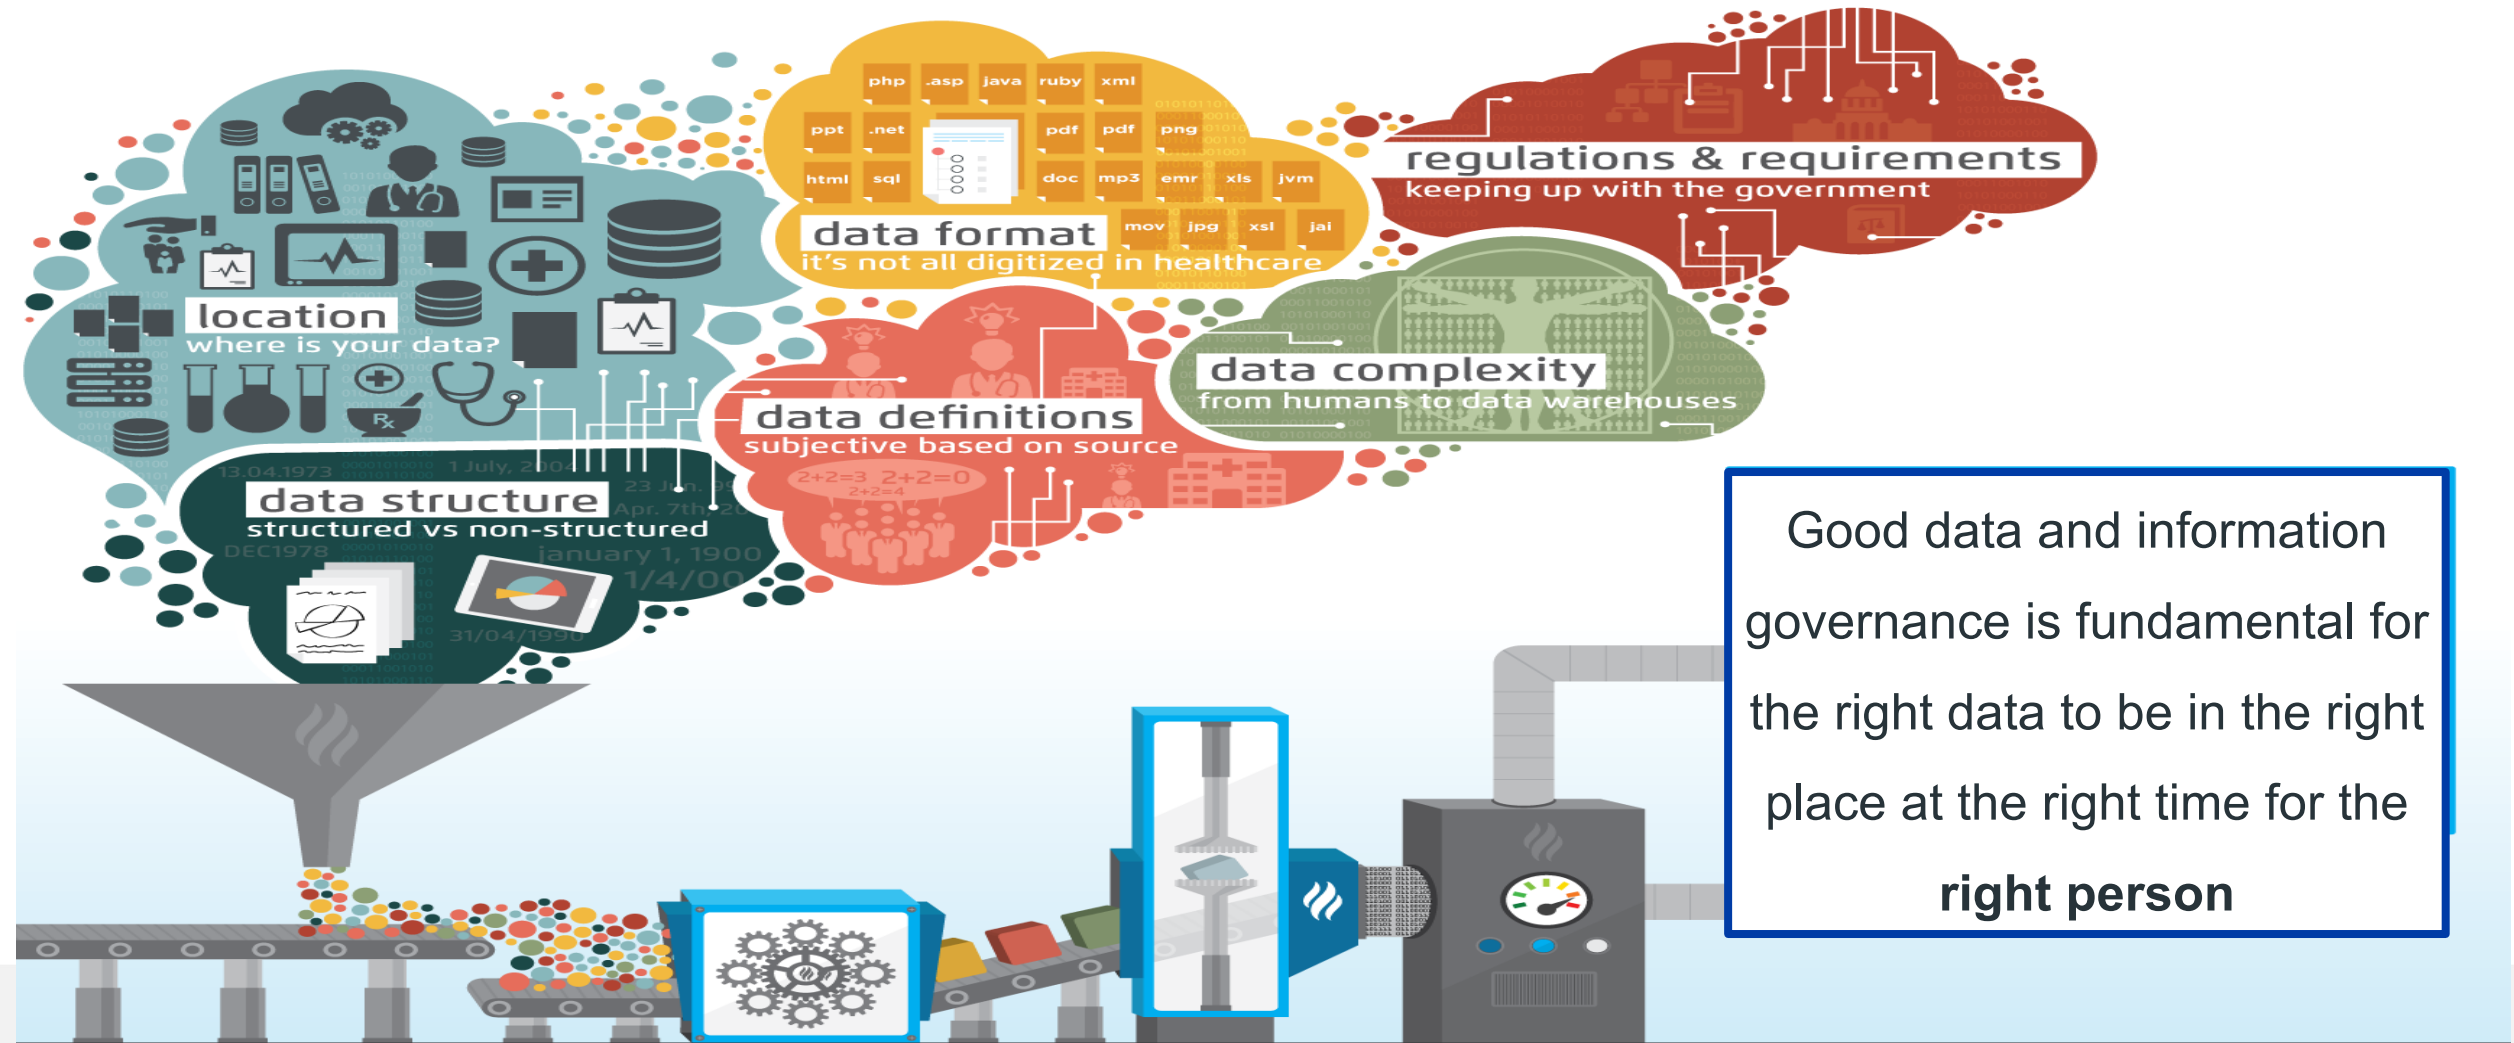 php .asp java ruby xml
ppt .net pdf pdf png
html sql doc mp3 emr xls jvm
data format mov jpg xsl jai
it's not all digitized in healthcare
regulations & requirements
keeping up with the government
location
where is your data?
Rx
data complexity
from humans to data warehouses
data definitions
subjective based on source
2+2=3 2+2=0
2+2=4
13.04.1973 1 July, 2004
data structure
structured vs non-structured
23 Jun.
Apr. 7th,
DEC1978
january 1, 1900
1/4/00
31/04/1990
Good data and information
governance is fundamental for
the right data to be in the right
place at the right time for the
right person